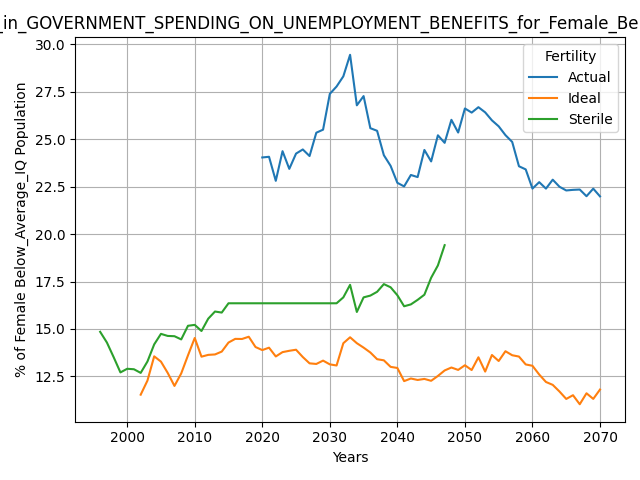 _in_GOVERNMENT_SPENDING_ON_UNEMPLOYMENT_BENEFITS_for_Female_Be
Fertility
Actual
Ideal
Sterile
% of Female Below_Average_IQ Population
30.0
27.5
25.0
22.5
20.0
17.5
15.0
12.5
2000 2010 2020 2030 2040 2050 2060 2070
Years